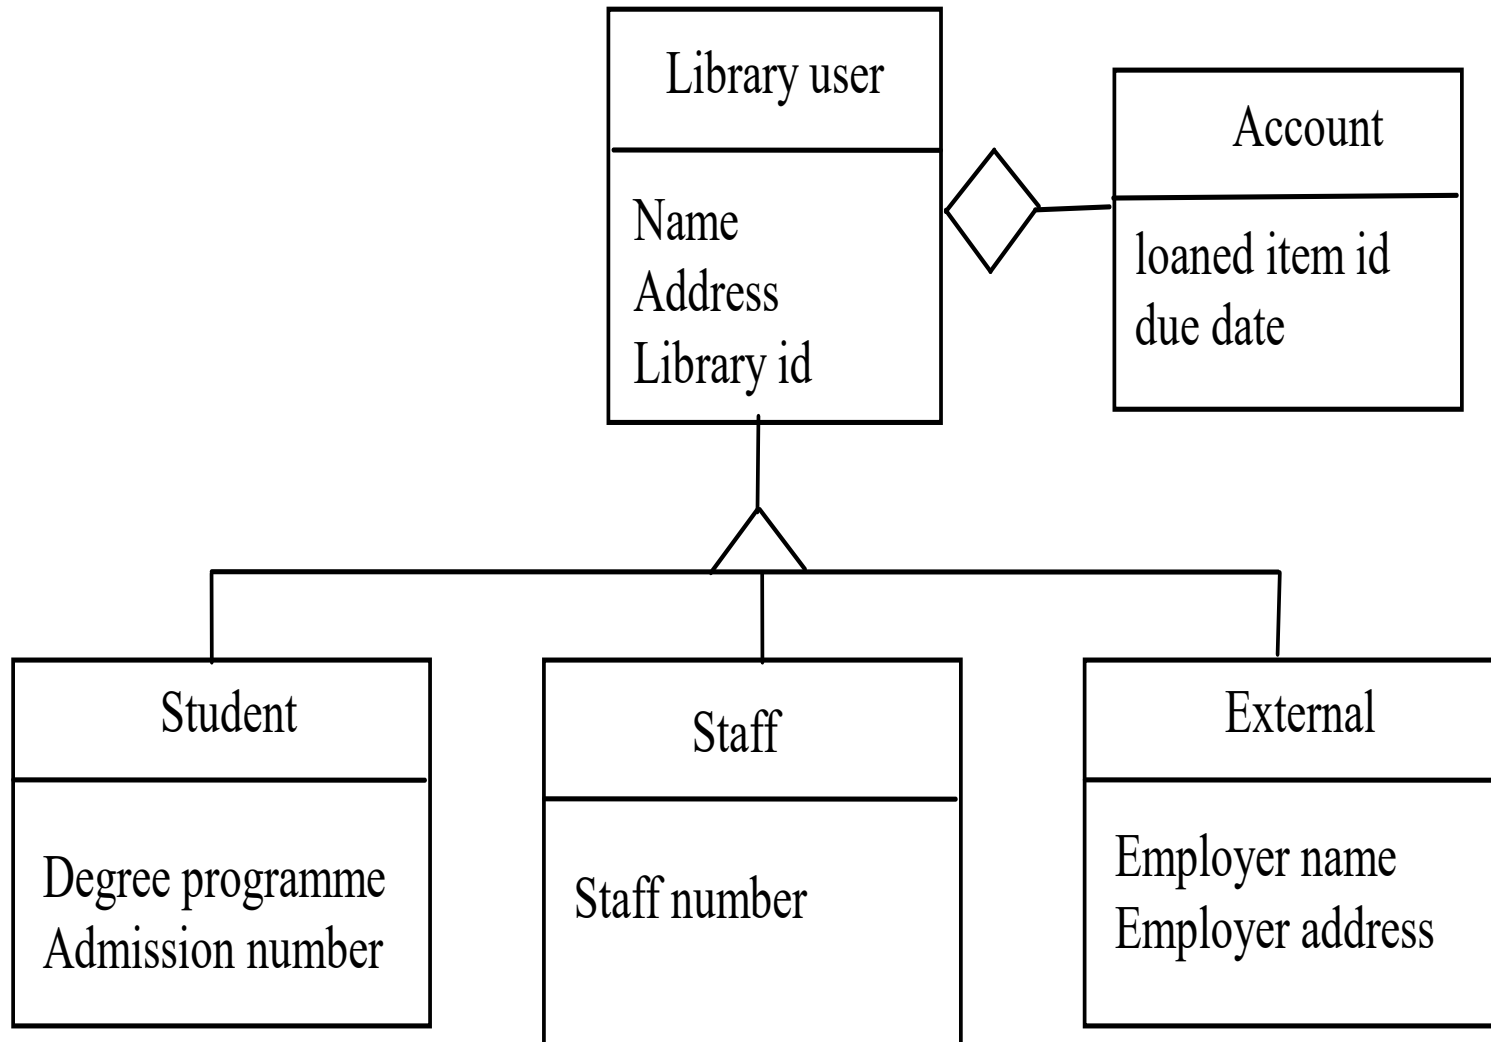 Library user
Name
Address
Library id
Account
loaned item id
due date
Student
Degree programme
Admission number
Staff
Staff number
External
Employer name
Employer address